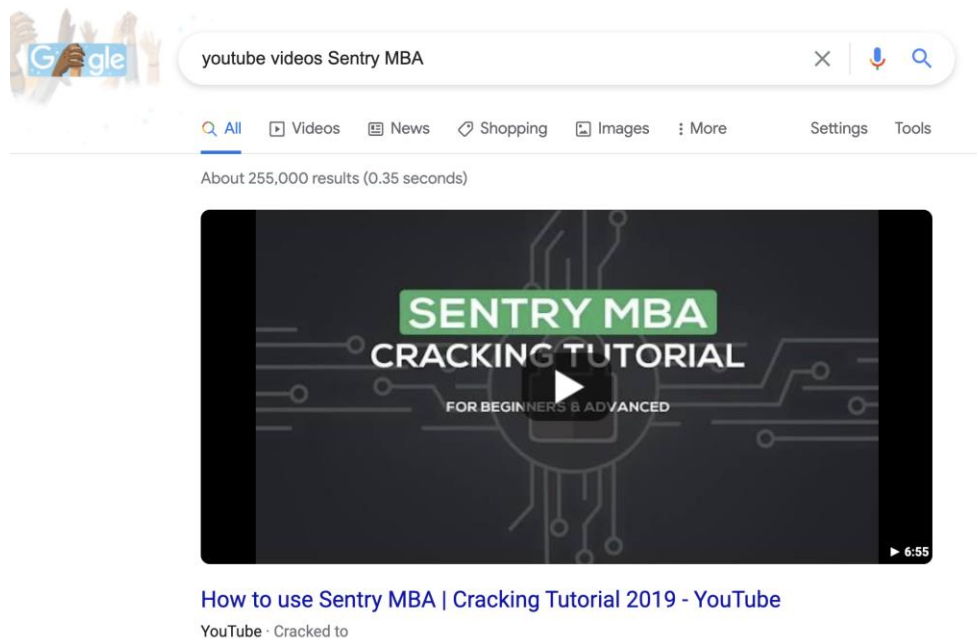 Google
youtube videos Sentry MBA
All Videos News Shopping Images More Settings Tools
About 255,000 results (0.35 seconds)
SENTRY MBA
CRACKING TUTORIAL
FOR BEGINNERS & ADVANCED
6:55
How to use Sentry MBA | Cracking Tutorial 2019 - YouTube
YouTube · Cracked to